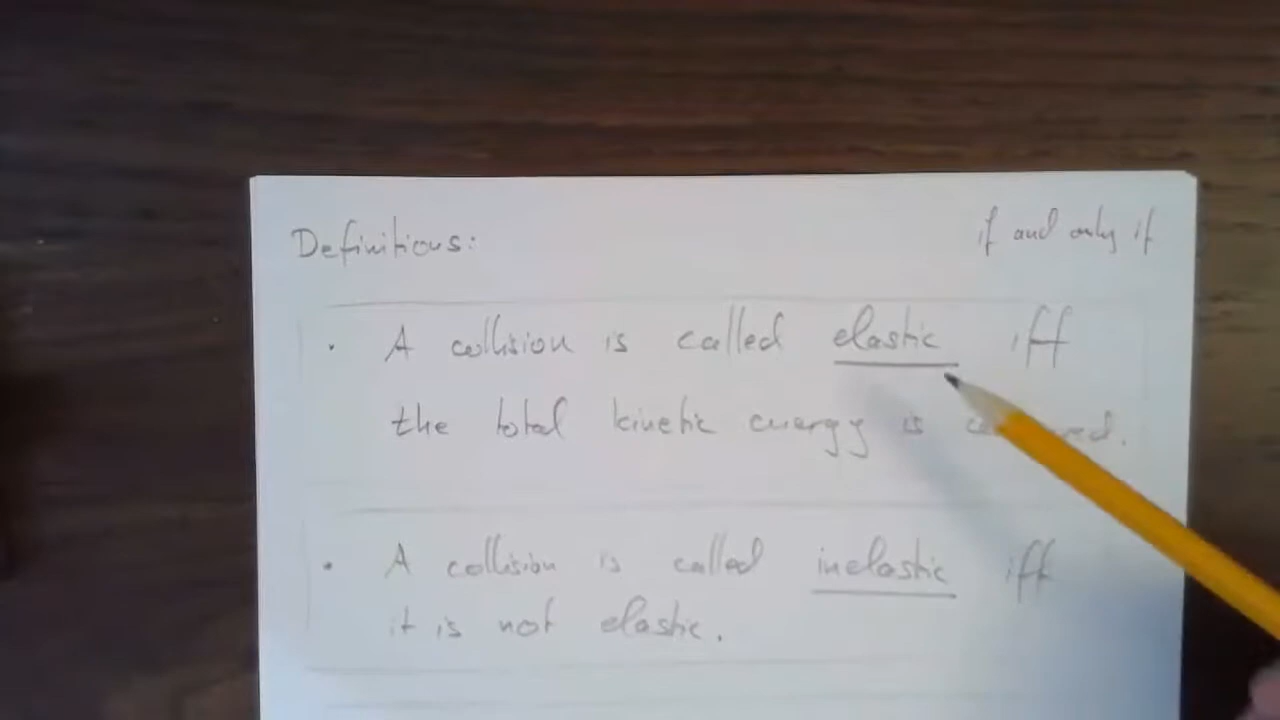 Definitions:
if and only if
· A collision is called elastic iff
the total kinetic energy is
· A collision is called inelastic iff
it is not elastic.